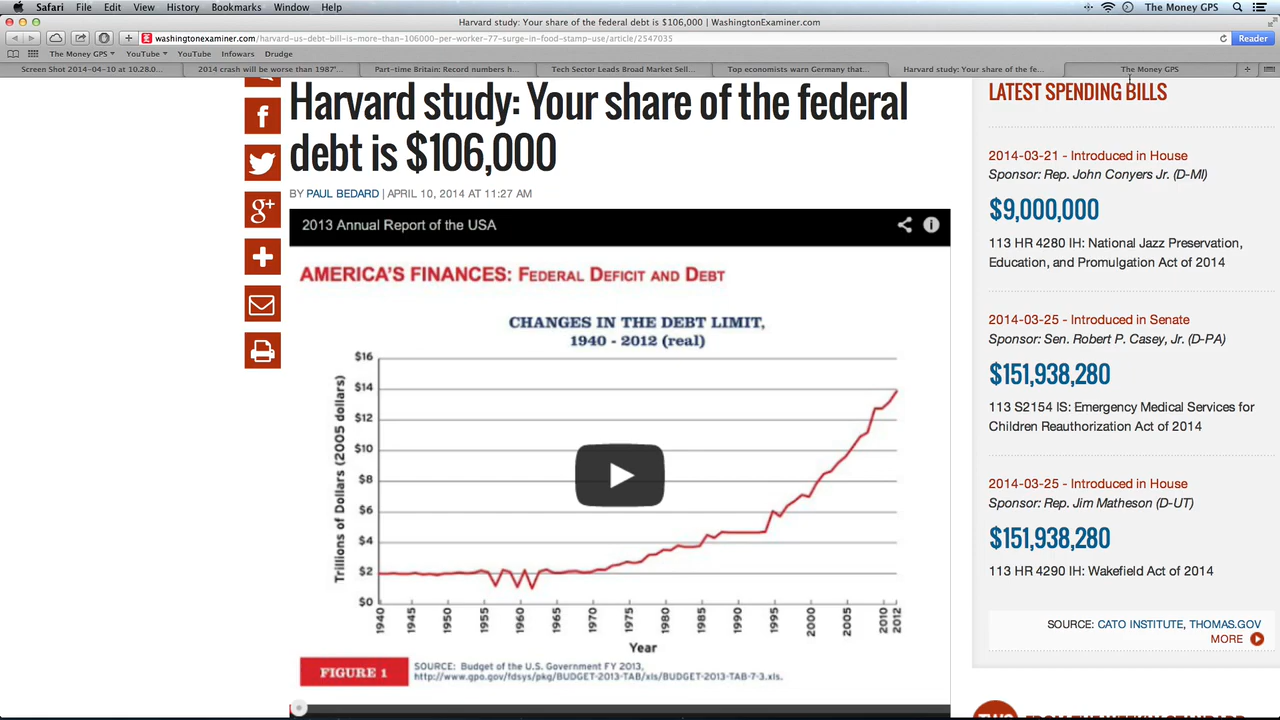 Safari File Edit View History Bookmarks Window Help The Money GPS
Harvard study: Your share of the federal debt is $106,000 | WashingtonExaminer.com
washingtonexaminer.com/harvard-us-debt-bill-is-more-than-106000-per-worker-77-surge-in-food-stamp-use/article/2547035
Reader
The Money GPS YouTube YouTube Infowars Drudge
Screen Shot 2014-04-10 at 10.28.0... 2014 crash will be worse than 1987'... Part-time Britain: Record numbers h... Tech Sector Leads Broad Market Sell... Top economists warn Germany that... Harvard study: Your share of the fe... The Money GPS
Harvard study: Your share of the federal
debt is $106,000
BY PAUL BEDARD | APRIL 10, 2014 AT 11:27 AM
2013 Annual Report of the USA
AMERICA'S FINANCES: FEDERAL DEFICIT AND DEBT
CHANGES IN THE DEBT LIMIT,
1940 - 2012 (real)
Trillions of Dollars (2005 dollars)
$16
$14
$12
$10
$8
$6
$4
$2
$0
1940 1945 1950 1955 1960 1965 1970 1975 1980 1985 1990 1995 2000 2005 2010 2012
Year
FIGURE 1
SOURCE: Budget of the U.S. Government FY 2013,
http://www.gpo.gov/fdsys/pkg/BUDGET-2013-TAB/xls/BUDGET-2013-TAB-7-3.xls.
LATEST SPENDING BILLS
2014-03-21 - Introduced in House
Sponsor: Rep. John Conyers Jr. (D-MI)
$9,000,000
113 HR 4280 IH: National Jazz Preservation,
Education, and Promulgation Act of 2014
2014-03-25 - Introduced in Senate
Sponsor: Sen. Robert P. Casey, Jr. (D-PA)
$151,938,280
113 S2154 IS: Emergency Medical Services for
Children Reauthorization Act of 2014
2014-03-25 - Introduced in House
Sponsor: Rep. Jim Matheson (D-UT)
$151,938,280
113 HR 4290 IH: Wakefield Act of 2014
SOURCE: CATO INSTITUTE, THOMAS.GOV
MORE